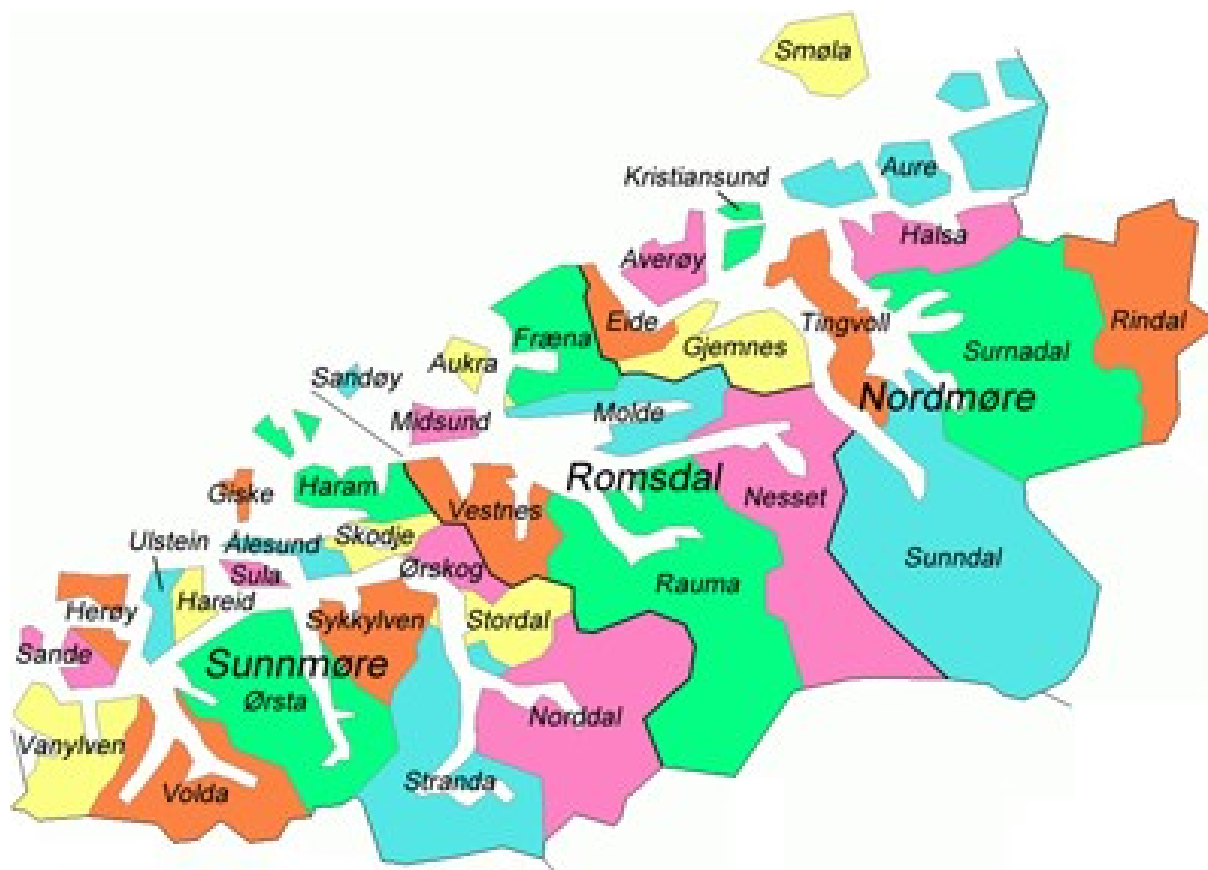 Smøla
Aure
Kristiansund
Halsa
Averøy
Eide
Tingvoll
Rindal
Fræna
Gjemnes
Surnadal
Aukra
Sandøy
Nordmøre
Midsund
Molde
Romsdal
Giske
Haram
Vestnes
Nesset
Ulstein
Ålesund
Skodje
Sunndal
Sula
Ørskog
Rauma
Herøy
Hareid
Sykkylven
Stordal
Sande
Sunnmøre
Ørsta
Norddal
Vanylven
Stranda
Volda